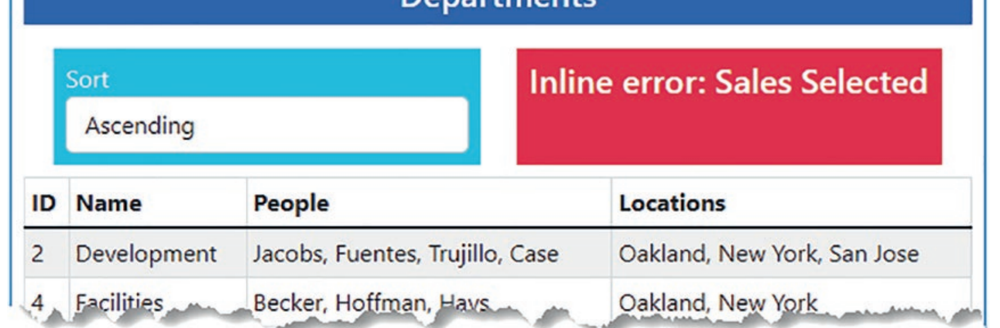 Departments
Sort
Ascending
Inline error: Sales Selected
ID Name People Locations
2 Development Jacobs, Fuentes, Trujillo, Case Oakland, New York, San Jose
4 Facilities Becker, Hoffman, Hays Oakland, New York